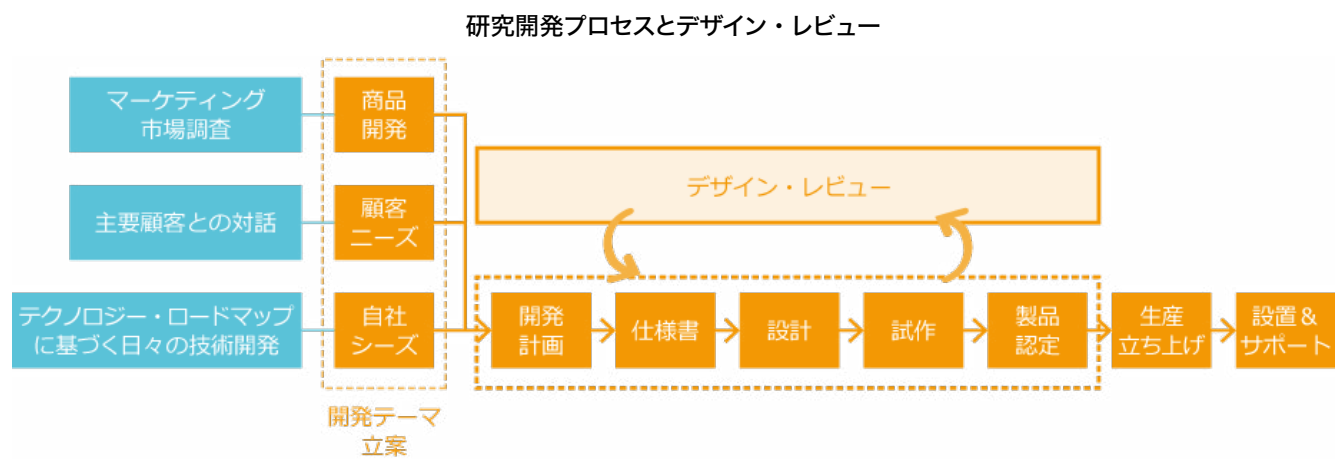 研究開発プロセスとデザイン・レビュー
マーケティング
市場調査
商品
開発
デザイン・レビュー
主要顧客との対話
顧客
ニーズ
テクノロジー・ロードマップ
に基づく日々の技術開発
自社
シーズ
開発
計画
仕様書
設計
試作
製品
認定
生産
立ち上げ
設置＆
サポート
開発テーマ
立案